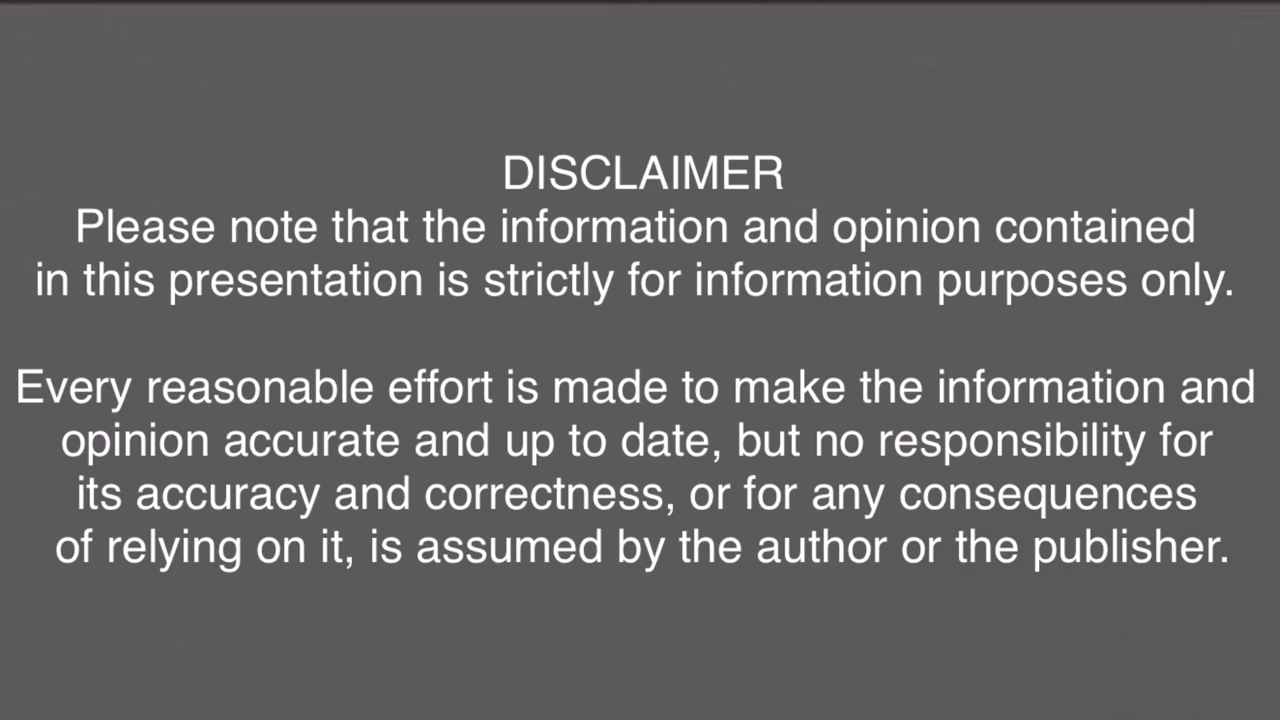 DISCLAIMER
Please note that the information and opinion contained
in this presentation is strictly for information purposes only.
Every reasonable effort is made to make the information and
opinion accurate and up to date, but no responsibility for
its accuracy and correctness, or for any consequences
of relying on it, is assumed by the author or the publisher.